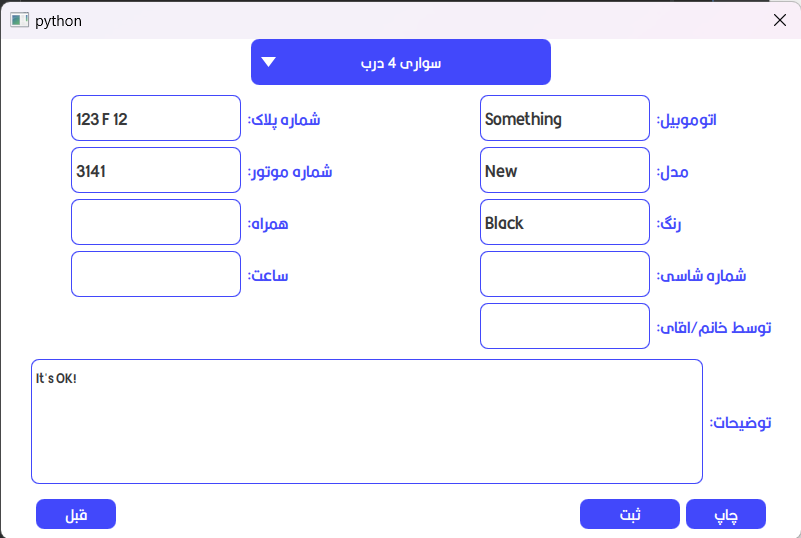 python
سواری 4 درب
اتوموبیل: Something
شماره پلاک: 123 F 12
مدل: New
شماره موتور: 3141
رنگ: Black
همراه:
شماره شاسی:
ساعت:
توسط خانم/اقای:
توضیحات:
It's OK!
چاپ
ثبت
قبل